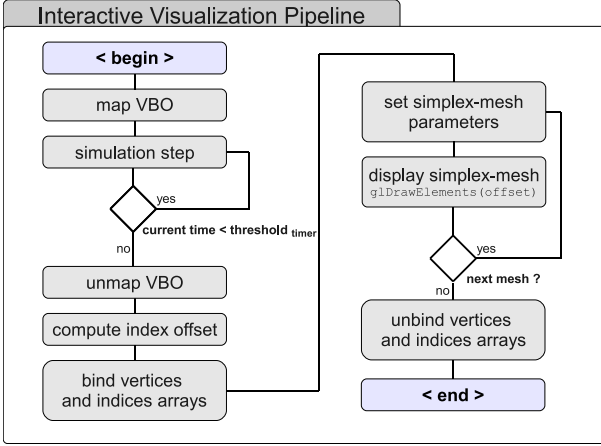 Interactive Visualization Pipeline
< begin >
map VBO
simulation step
yes
current time < threshold timer
no
unmap VBO
compute index offset
bind vertices
and indices arrays
set simplex-mesh
parameters
display simplex-mesh
glDrawElements(offset)
yes
next mesh ?
no
unbind vertices
and indices arrays
< end >